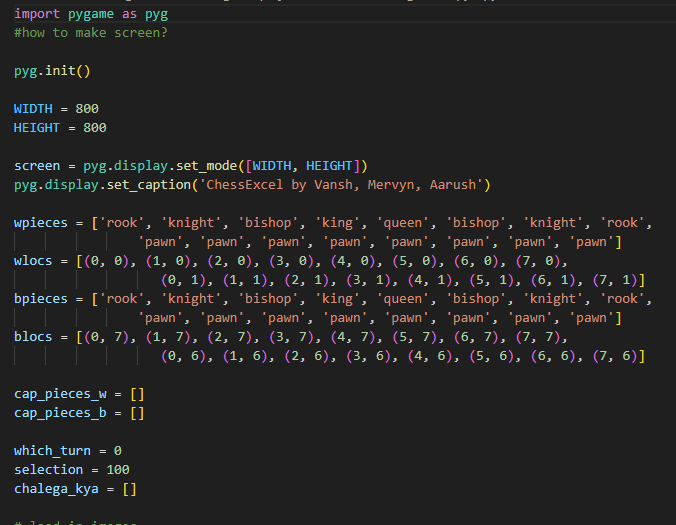 import pygame as pyg
#how to make screen?
pyg.init()
WIDTH = 800
HEIGHT = 800
screen = pyg.display.set_mode([WIDTH, HEIGHT])
pyg.display.set_caption('ChessExcel by Vansh, Mervyn, Aarush')
wpieces = ['rook', 'knight', 'bishop', 'king', 'queen', 'bishop', 'knight', 'rook',
'pawn', 'pawn', 'pawn', 'pawn', 'pawn', 'pawn', 'pawn', 'pawn']
wlocs = [(0, 0), (1, 0), (2, 0), (3, 0), (4, 0), (5, 0), (6, 0), (7, 0),
(0, 1), (1, 1), (2, 1), (3, 1), (4, 1), (5, 1), (6, 1), (7, 1)]
bpieces = ['rook', 'knight', 'bishop', 'king', 'queen', 'bishop', 'knight', 'rook',
'pawn', 'pawn', 'pawn', 'pawn', 'pawn', 'pawn', 'pawn', 'pawn']
blocs = [(0, 7), (1, 7), (2, 7), (3, 7), (4, 7), (5, 7), (6, 7), (7, 7),
(0, 6), (1, 6), (2, 6), (3, 6), (4, 6), (5, 6), (6, 6), (7, 6)]
cap_pieces_w = []
cap_pieces_b = []
which_turn = 0
selection = 100
chalega_kya = []
# load in images